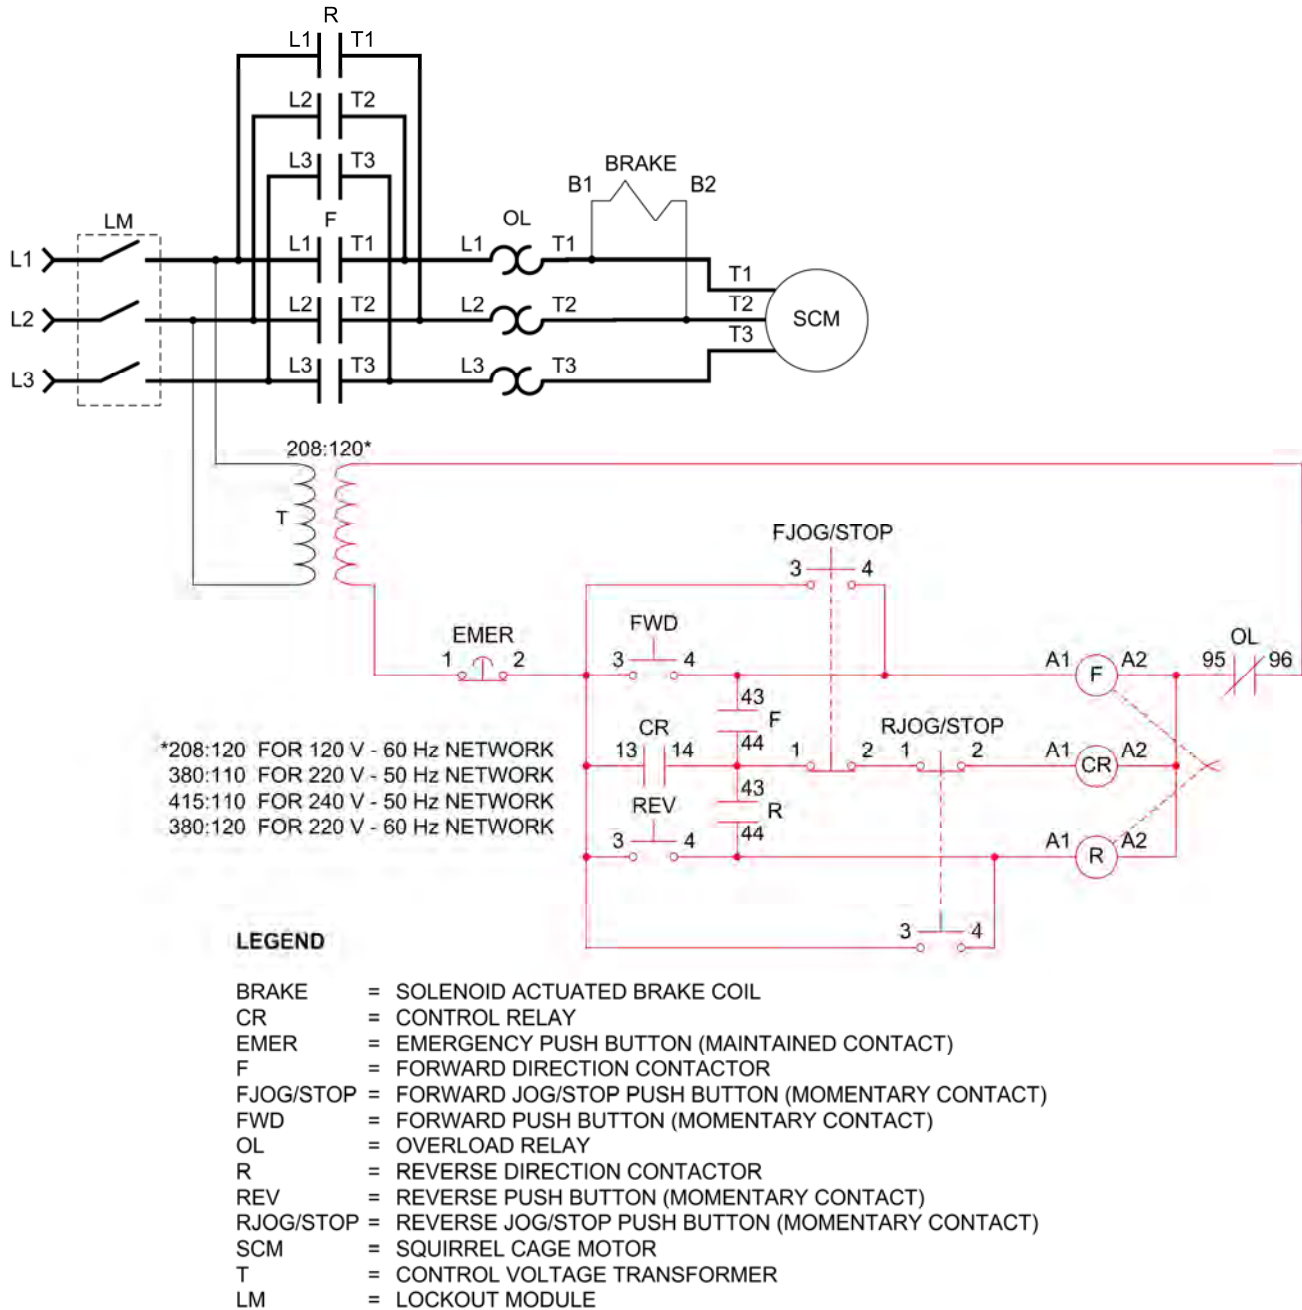 R
L1 T1
L2 T2
L3 T3
BRAKE
B1 B2
F
OL
LM
L1 L1 T1 L1 T1 T1
L2 L2 T2 L2 T2 T2
SCM
T3
L3 L3 T3 L3 T3
208:120*
T
FJOG/STOP
3 4
FWD
EMER
OL
1 2 3 4 A1 F A2 95 96
43
F
44
CR
RJOG/STOP
13 14 1 2 1 2 A1 CR A2
*208:120 FOR 120 V - 60 Hz NETWORK
380:110 FOR 220 V - 50 Hz NETWORK
415:110 FOR 240 V - 50 Hz NETWORK
380:120 FOR 220 V - 60 Hz NETWORK
43
R
44
REV
3 4 A1 R A2
3 4
LEGEND
BRAKE = SOLENOID ACTUATED BRAKE COIL
CR = CONTROL RELAY
EMER = EMERGENCY PUSH BUTTON (MAINTAINED CONTACT)
F = FORWARD DIRECTION CONTACTOR
FJOG/STOP = FORWARD JOG/STOP PUSH BUTTON (MOMENTARY CONTACT)
FWD = FORWARD PUSH BUTTON (MOMENTARY CONTACT)
OL = OVERLOAD RELAY
R = REVERSE DIRECTION CONTACTOR
REV = REVERSE PUSH BUTTON (MOMENTARY CONTACT)
RJOG/STOP = REVERSE JOG/STOP PUSH BUTTON (MOMENTARY CONTACT)
SCM = SQUIRREL CAGE MOTOR
T = CONTROL VOLTAGE TRANSFORMER
LM = LOCKOUT MODULE